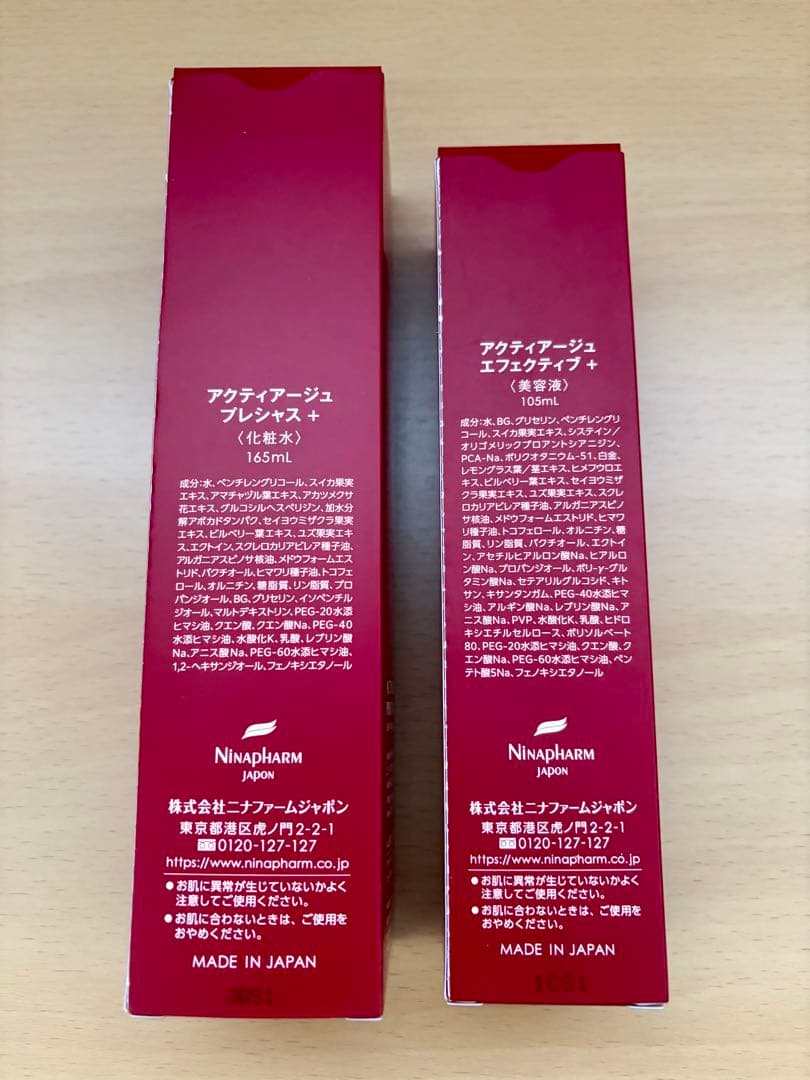 アクティアージュ
プレシャス +
〈化粧水〉
165mL
成分:水、ペンチレングリコール、スイカ果実
エキス、アマチャヅル葉エキス、アカツメクサ
花エキス、グルコシルヘスペリジン、加水分
解アボカドタンパク、セイヨウミザクラ果実
エキス、ビルベリー葉エキス、ユズ果実エキ
ス、エクトイン、スクレロカリアビレア種子油、
アルガニアスピノサ核油、メドウフォームエス
トリド、バクチオール、ヒマワリ種子油、トコフェ
ロール、オルニチン、糖脂質、リン脂質、プロ
パンジオール、BG、グリセリン、イソペンチル
ジオール、マルトデキストリン、PEG-20水添ヒ
マシ油、クエン酸、クエン酸Na、PEG-40
水添ヒマシ油、水酸化K、乳酸、レブリン酸
Na、アニス酸Na、PEG-60水添ヒマシ油、
1,2-ヘキサンジオール、フェノキシエタノール
NINAPHARM
JAPON
株式会社ニナファームジャポン
東京都港区虎ノ門2-2-1
0120-127-127
https://www.ninapharm.co.jp
●お肌に異常が生じていないかよく
注意してご使用ください。
●お肌に合わないときは、ご使用を
おやめください。
MADE IN JAPAN
アクティアージュ
エフェクティブ +
〈美容液〉
105mL
成分:水、BG、グリセリン、ペンチレングリ
コール、スイカ果実エキス、システイン/
オリゴメリックプロアントシアニジン、
PCA-Na、ポリクオタニウム-51、白金、
レモングラス葉/茎エキス、ヒメフウロエ
キス、ビルベリー葉エキス、セイヨウミザ
クラ果実エキス、ユズ果実エキス、スクレ
ロカリアビレア種子油、アルガニアスピノ
サ核油、メドウフォームエストリド、ヒマワ
リ種子油、トコフェロール、オルニチン、糖
脂質、リン脂質、バクチオール、エクトイ
ン、アセチルヒアルロン酸Na、ヒアルロ
ン酸Na、プロパンジオール、ポリ-γ-グル
タミン酸Na、セテアリルグルコシド、キト
サン、キサンタンガム、PEG-40水添ヒマ
シ油、アルギン酸Na、レブリン酸Na、ア
ニス酸Na、PVP、水酸化K、乳酸、ヒドロ
キシエチルセルロース、ポリソルベート
80、PEG-20水添ヒマシ油、クエン酸、ク
エン酸Na、PEG-60水添ヒマシ油、ペン
テト酸5Na、フェノキシエタノール
NINAPHARM
JAPON
株式会社ニナファームジャポン
東京都港区虎ノ門2-2-1
0120-127-127
https://www.ninapharm.co.jp
●お肌に異常が生じていないかよく
注意してご使用ください。
●お肌に合わないときは、ご使用を
おやめください。
MADE IN JAPAN